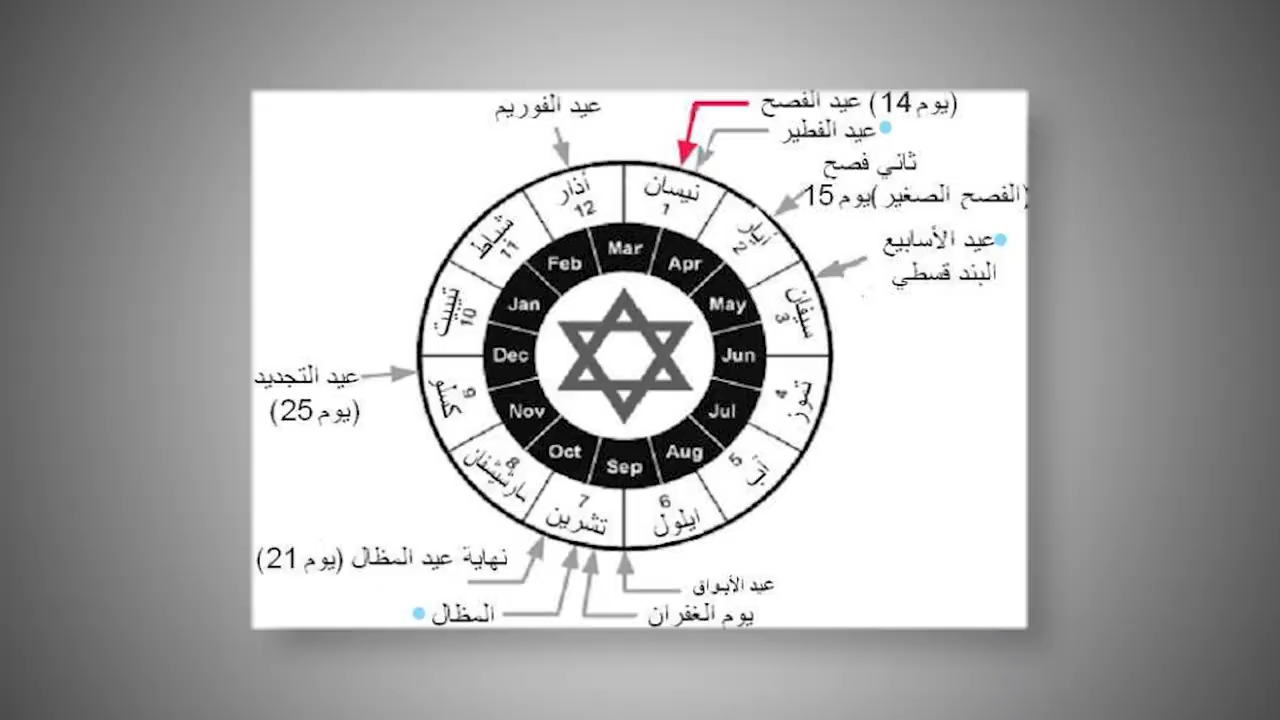 عيد الفوريم
عيد الفصح (يوم 14)
عيد الفطير
ثاني فصح
(الفصح الصغير) يوم 15
عيد الأسابيع
البند قسطي
نيسان
1
أيار
2
سيفان
3
تموز
4
أب
5
ايلول
6
تشرين
7
مارشيشفان
8
كسلو
9
تيبيت
10
شباط
11
أذار
12
Mar
Apr
May
Jun
Jul
Aug
Sep
Oct
Nov
Dec
Jan
Feb
عيد التجديد
(يوم 25)
نهاية عيد المظال (يوم 21)
عيد الأبواق
يوم الغفران
المظال